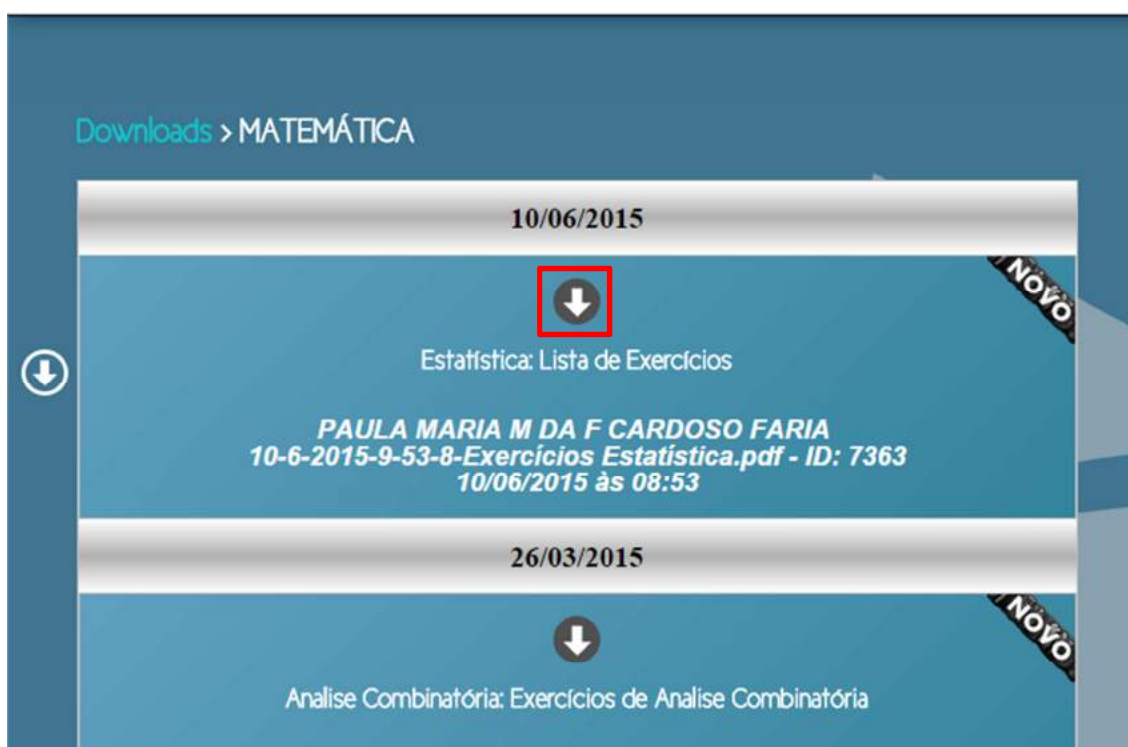 Downloads > MATEMÁTICA
10/06/2015
NOVO
Estatística: Lista de Exercícios
PAULA MARIA M DA F CARDOSO FARIA
10-6-2015-9-53-8-Exercícios Estatística.pdf - ID: 7363
10/06/2015 às 08:53
26/03/2015
NOVO
Analise Combinatória: Exercícios de Analise Combinatória